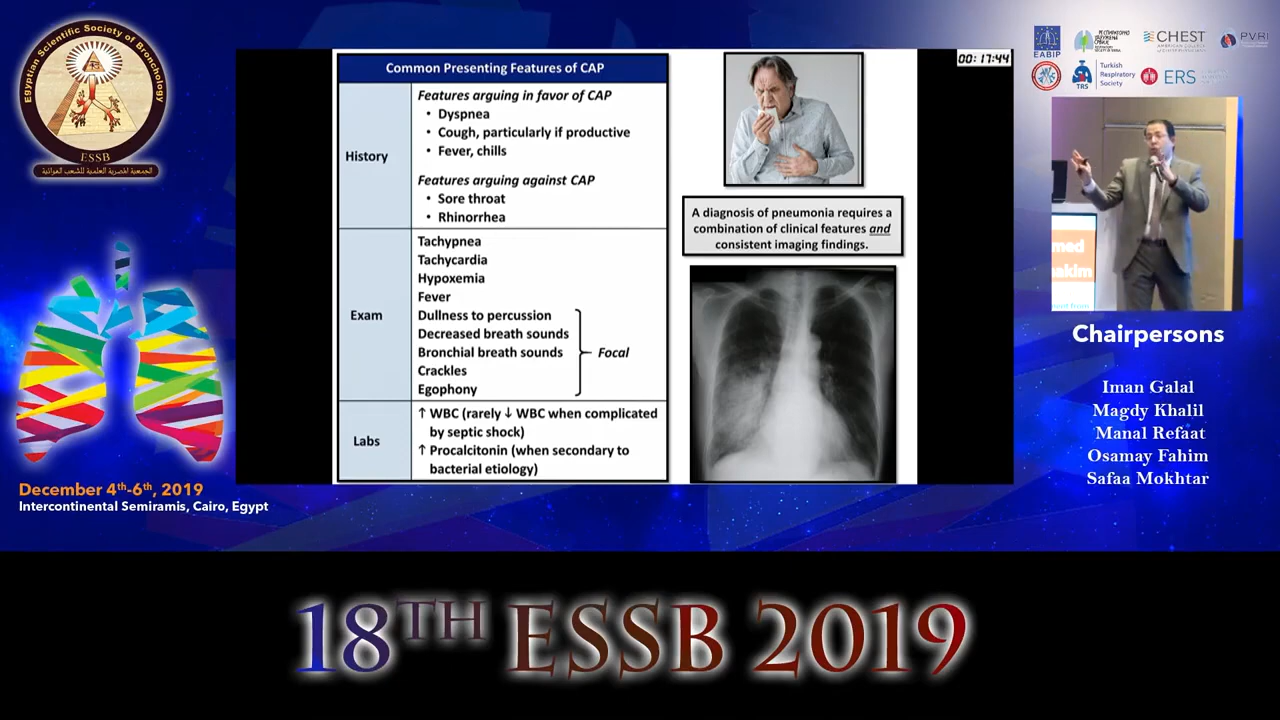 Egyptian Scientific Society of Bronchology
ESSB
الجمعية المصرية العلمية للشعب الهوائية
December 4th-6th, 2019
Intercontinental Semiramis, Cairo, Egypt
Common Presenting Features of CAP
History
Features arguing in favor of CAP
• Dyspnea
• Cough, particularly if productive
• Fever, chills
Features arguing against CAP
• Sore throat
• Rhinorrhea
Exam
Tachypnea
Tachycardia
Hypoxemia
Fever
Dullness to percussion
Decreased breath sounds
Bronchial breath sounds
Crackles
Egophony
Focal
Labs
↑ WBC (rarely ↓ WBC when complicated
by septic shock)
↑ Procalcitonin (when secondary to
bacterial etiology)
A diagnosis of pneumonia requires a
combination of clinical features and
consistent imaging findings.
00:17:44
EABIP
CHEST
PVRI
TRS
Turkish
Respiratory
Society
ERS
med
akim
Chairpersons
Iman Galal
Magdy Khalil
Manal Refaat
Osamay Fahim
Safaa Mokhtar
18TH ESSB 2019